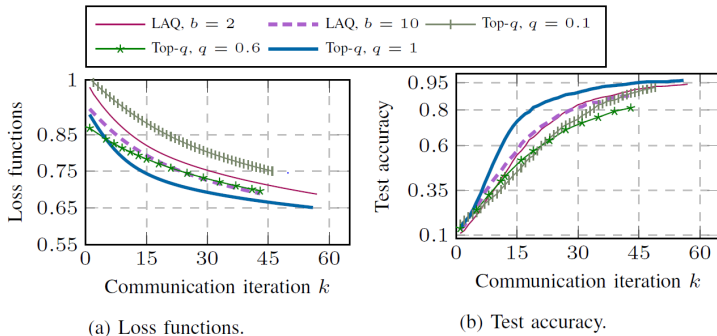 LAQ, b = 2 LAQ, b = 10 Top-q, q = 0.1
Top-q, q = 0.6 Top-q, q = 1
1
0.85
0.75
0.65
0.55
0 15 30 45 60
Loss functions
Communication iteration k
(a) Loss functions.
0.95
0.8
0.6
0.35
0.1
0 15 30 45 60
Test accuracy
Communication iteration k
(b) Test accuracy.